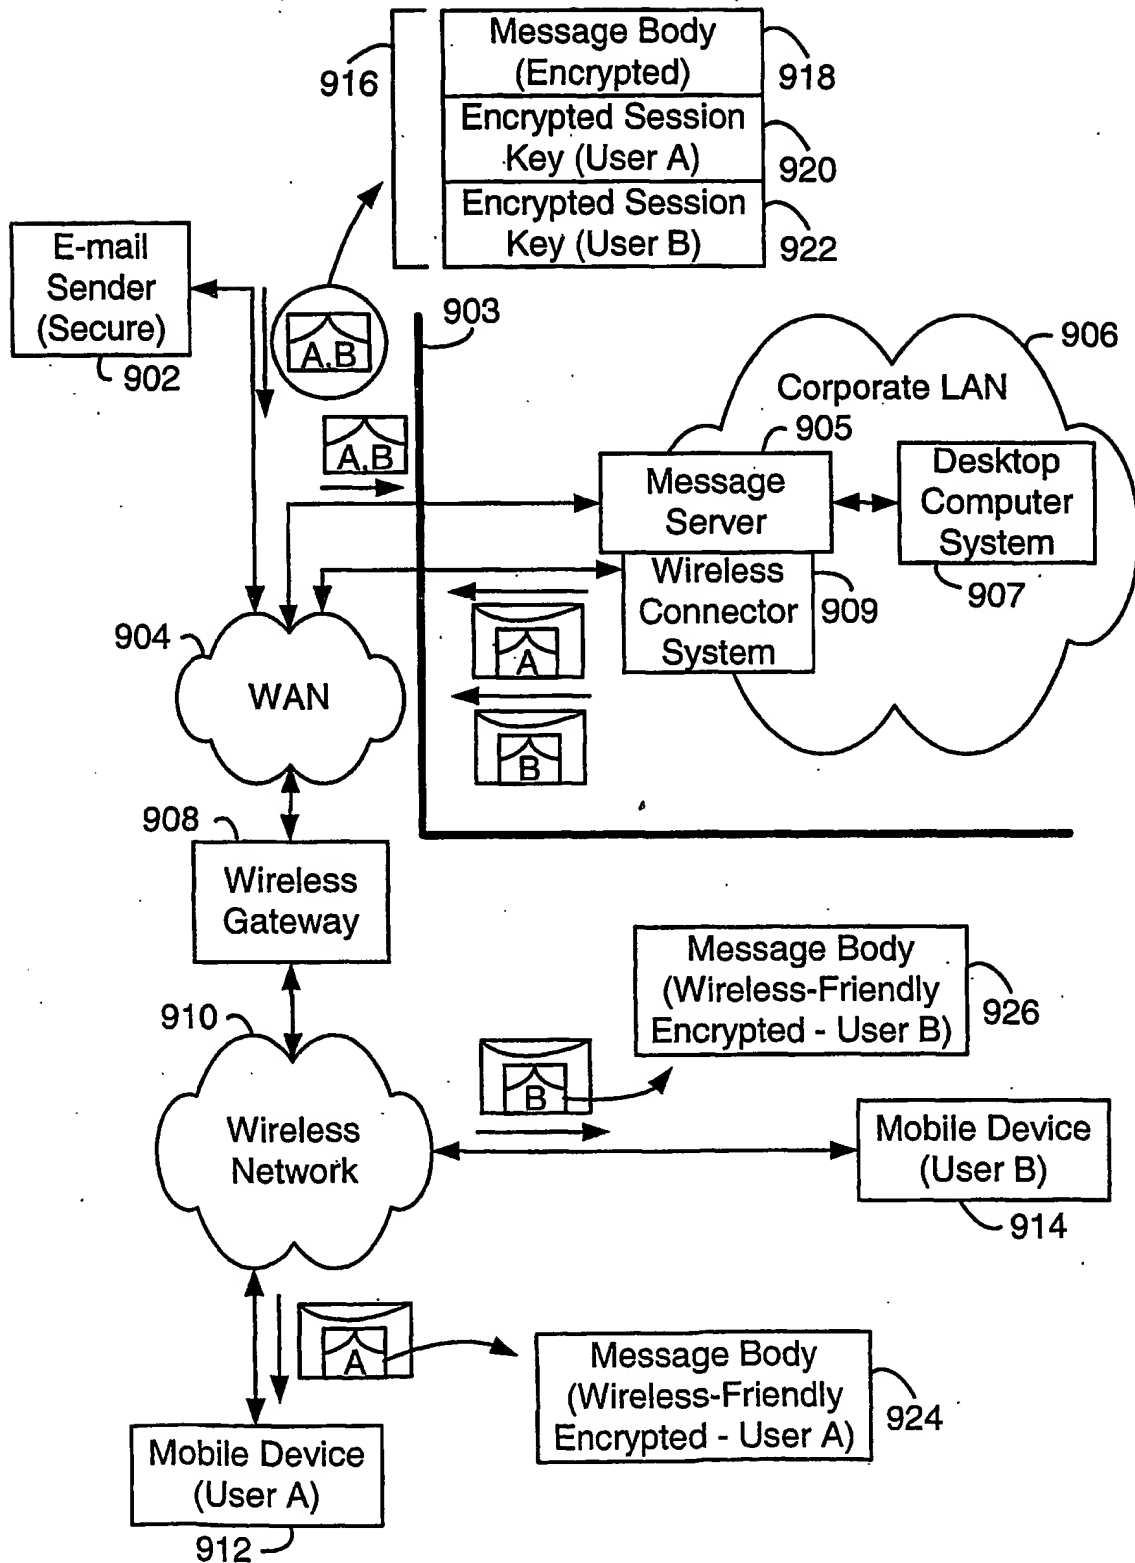 Message Body
(Encrypted)
916
918
Encrypted Session
Key (User A)
920
Encrypted Session
Key (User B)
922
E-mail
Sender
(Secure)
902
A,B
903
906
Corporate LAN
A,B
905
Message
Server
Desktop
Computer
System
907
Wireless
Connector
System
909
A
B
904
WAN
908
Wireless
Gateway
Message Body
(Wireless-Friendly
Encrypted - User B)
926
910
Wireless
Network
B
Mobile Device
(User B)
914
A
Message Body
(Wireless-Friendly
Encrypted - User A)
924
Mobile Device
(User A)
912